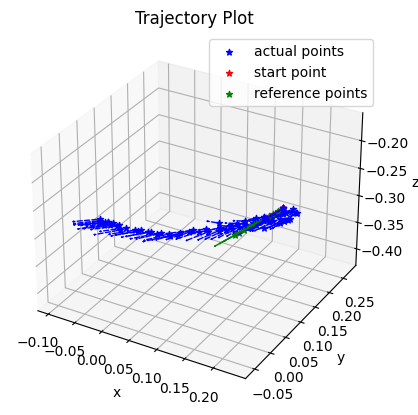 Trajectory Plot
actual points
start point
reference points
−0.20
−0.25
−0.30
−0.35
−0.40
z
0.25
0.20
0.15
0.10
0.05
0.00
−0.05
y
−0.10
−0.05
0.00
0.05
0.10
0.15
0.20
x